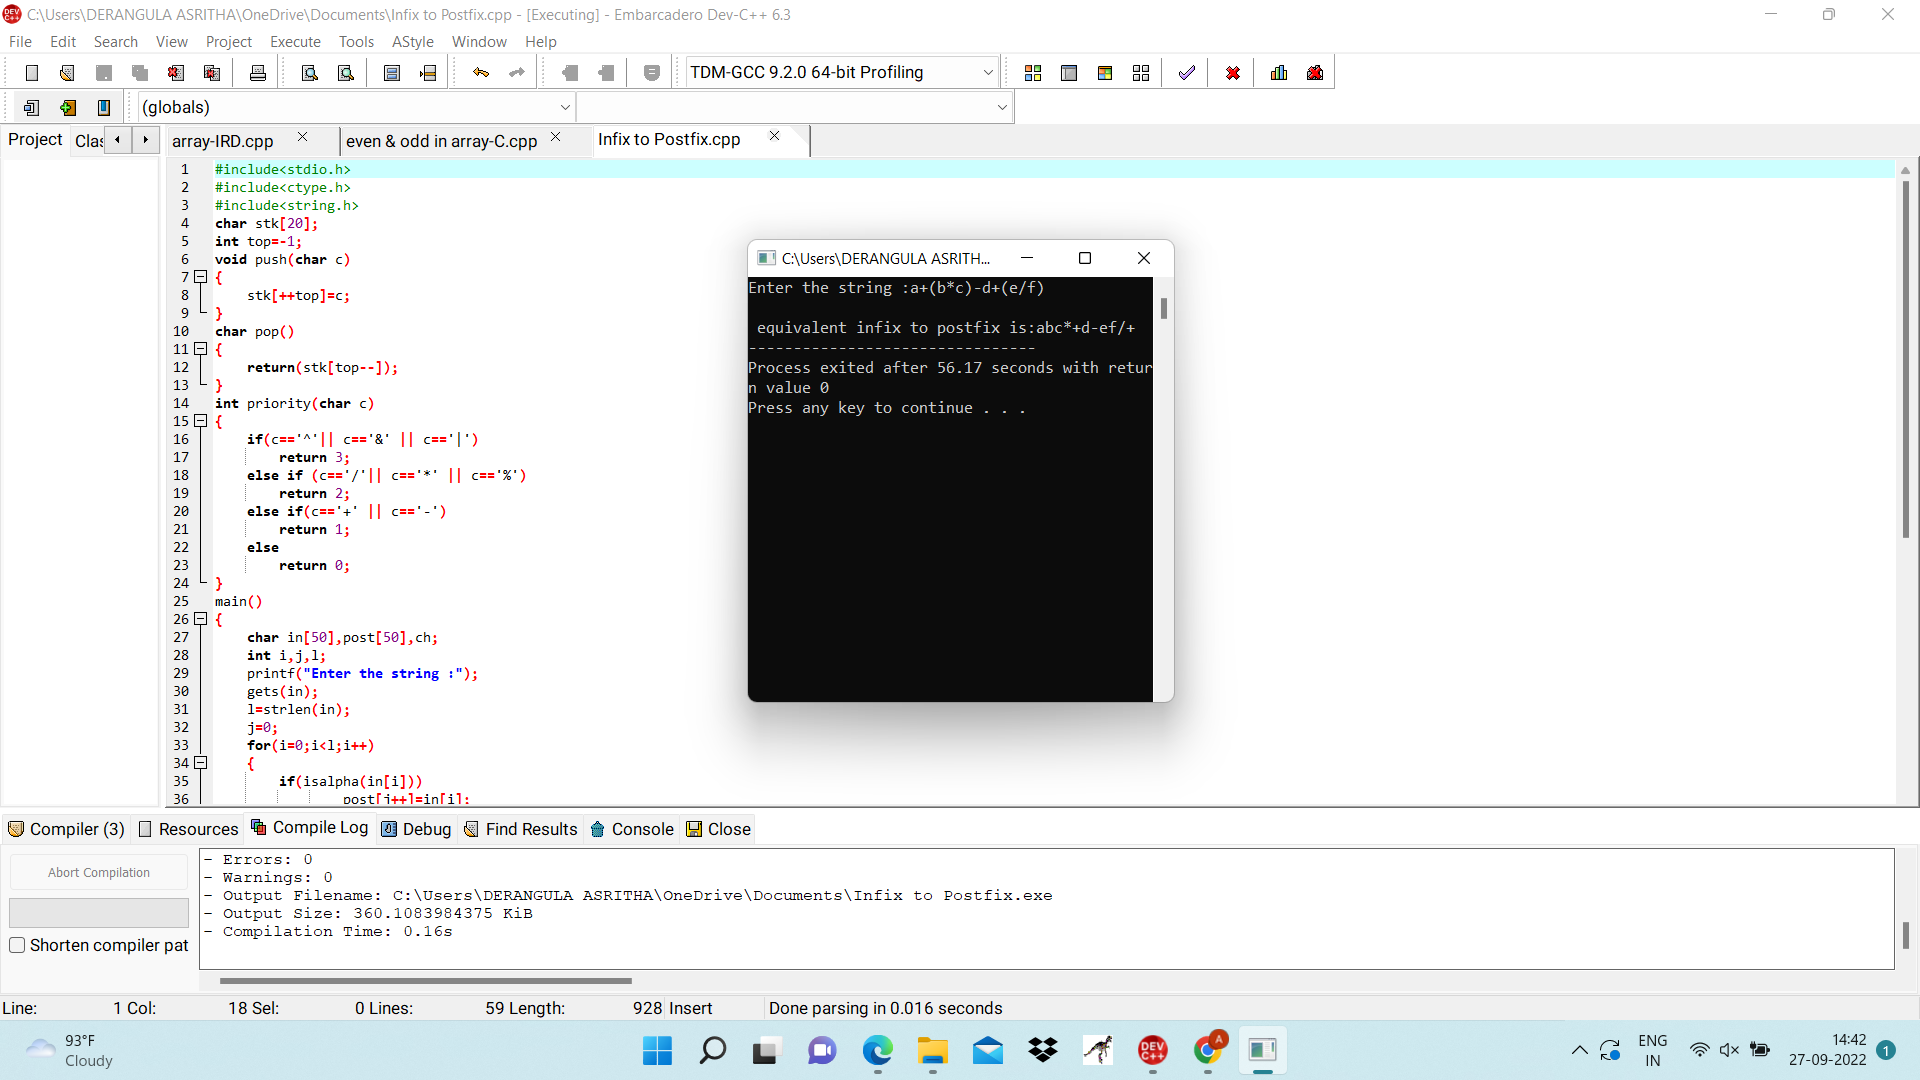 C:\Users\DERANGULA ASRITHA\OneDrive\Documents\Infix to Postfix.cpp - [Executing] - Embarcadero Dev-C++ 6.3
File Edit Search View Project Execute Tools AStyle Window Help
TDM-GCC 9.2.0 64-bit Profiling
(globals)
Project Clas array-IRD.cpp even & odd in array-C.cpp Infix to Postfix.cpp
1 #include<stdio.h>
2 #include<ctype.h>
3 #include<string.h>
4 char stk[20];
5 int top=-1;
6 void push(char c)
7 {
8 stk[++top]=c;
9 }
10 char pop()
11 {
12 return(stk[top--]);
13 }
14 int priority(char c)
15 {
16 if(c=='^'|| c=='&' || c=='|')
17 return 3;
18 else if (c=='/'|| c=='*' || c=='%')
19 return 2;
20 else if(c=='+' || c=='-')
21 return 1;
22 else
23 return 0;
24 }
25 main()
26 {
27 char in[50],post[50],ch;
28 int i,j,l;
29 printf("Enter the string :");
30 gets(in);
31 l=strlen(in);
32 j=0;
33 for(i=0;i<l;i++)
34 {
35 if(isalpha(in[i]))
36 post[j++]=in[i];
C:\Users\DERANGULA ASRITH...
Enter the string :a+(b*c)-d+(e/f)
equivalent infix to postfix is:abc*+d-ef/+
--------------------------------
Process exited after 56.17 seconds with retur
n value 0
Press any key to continue . . .
Compiler (3) Resources Compile Log Debug Find Results Console Close
Abort Compilation
Shorten compiler pat
- Errors: 0
- Warnings: 0
- Output Filename: C:\Users\DERANGULA ASRITHA\OneDrive\Documents\Infix to Postfix.exe
- Output Size: 360.1083984375 KiB
- Compilation Time: 0.16s
Line: 1 Col: 18 Sel: 0 Lines: 59 Length: 928 Insert Done parsing in 0.016 seconds
93°F
Cloudy
DEV
C++
A
ENG
IN
14:42
27-09-2022
1